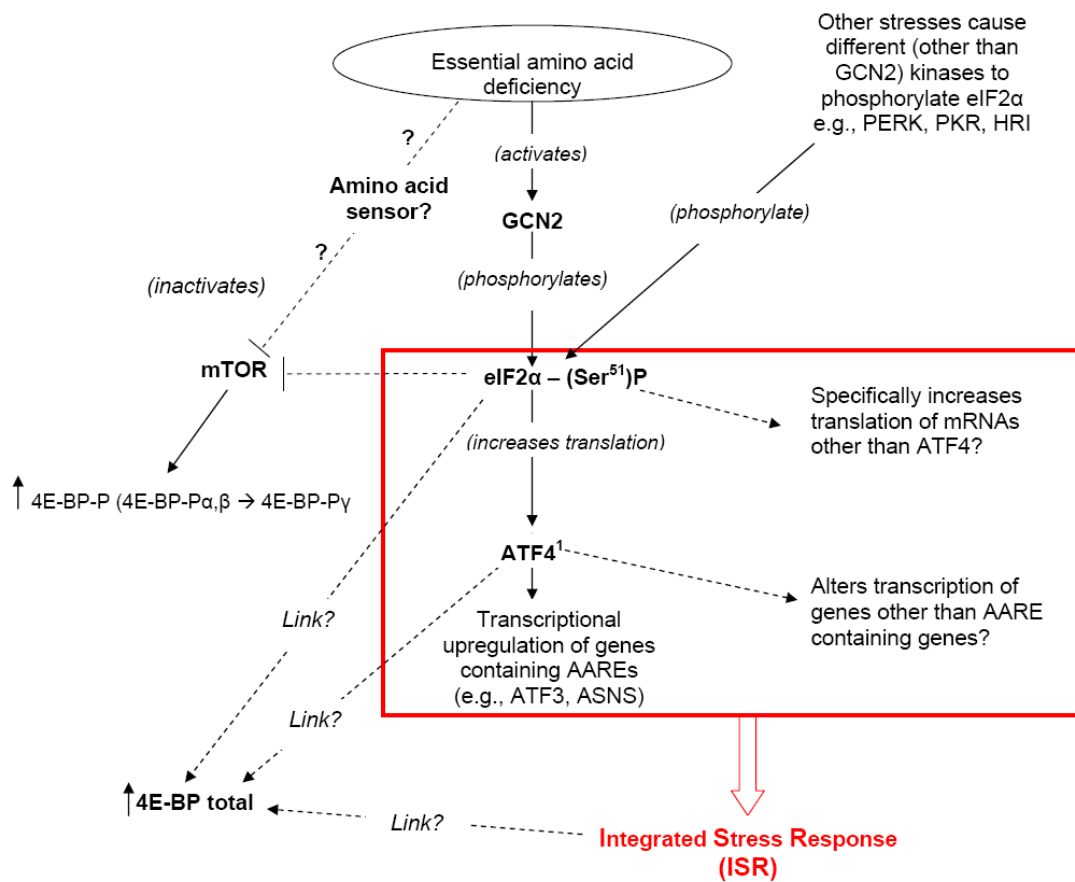 Essential amino acid
deficiency
Other stresses cause
different (other than
GCN2) kinases to
phosphorylate eIF2α
e.g., PERK, PKR, HRI
?
(activates)
Amino acid
sensor?
GCN2
(phosphorylate)
?
(inactivates)
(phosphorylates)
mTOR
eIF2α – (Ser⁵¹)P
Specifically increases
translation of mRNAs
other than ATF4?
(increases translation)
4E-BP-P (4E-BP-Pα,β → 4E-BP-Pγ
ATF4¹
Alters transcription of
genes other than AARE
containing genes?
Link?
Transcriptional
upregulation of genes
containing AAREs
(e.g., ATF3, ASNS)
Link?
4E-BP total
Link?
Integrated Stress Response
(ISR)